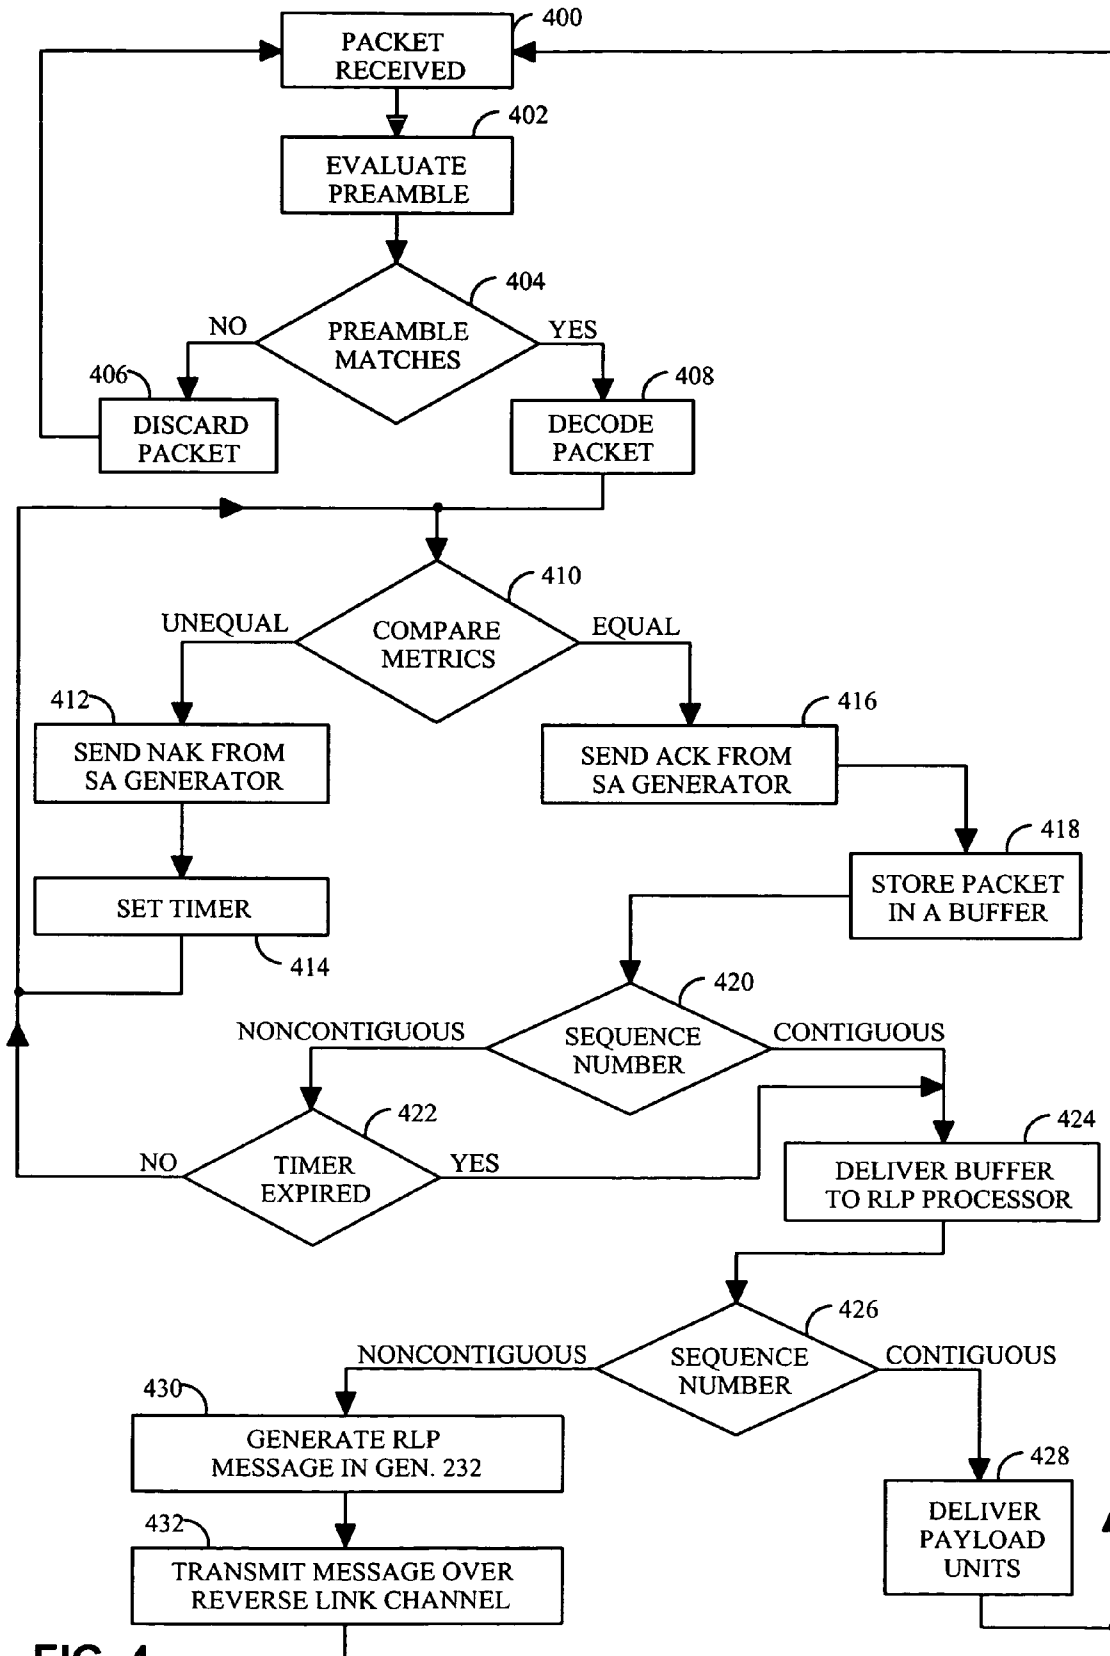 400
PACKET
RECEIVED
402
EVALUATE
PREAMBLE
404
NO
PREAMBLE
MATCHES
YES
406
408
DISCARD
PACKET
DECODE
PACKET
410
UNEQUAL
COMPARE
METRICS
EQUAL
412
416
SEND NAK FROM
SA GENERATOR
SEND ACK FROM
SA GENERATOR
418
STORE PACKET
IN A BUFFER
SET TIMER
414
420
NONCONTIGUOUS
SEQUENCE
NUMBER
CONTIGUOUS
422
424
NO
TIMER
EXPIRED
YES
DELIVER BUFFER
TO RLP PROCESSOR
426
NONCONTIGUOUS
SEQUENCE
NUMBER
CONTIGUOUS
430
GENERATE RLP
MESSAGE IN GEN. 232
428
DELIVER
PAYLOAD
UNITS
432
TRANSMIT MESSAGE OVER
REVERSE LINK CHANNEL
FIG. 4